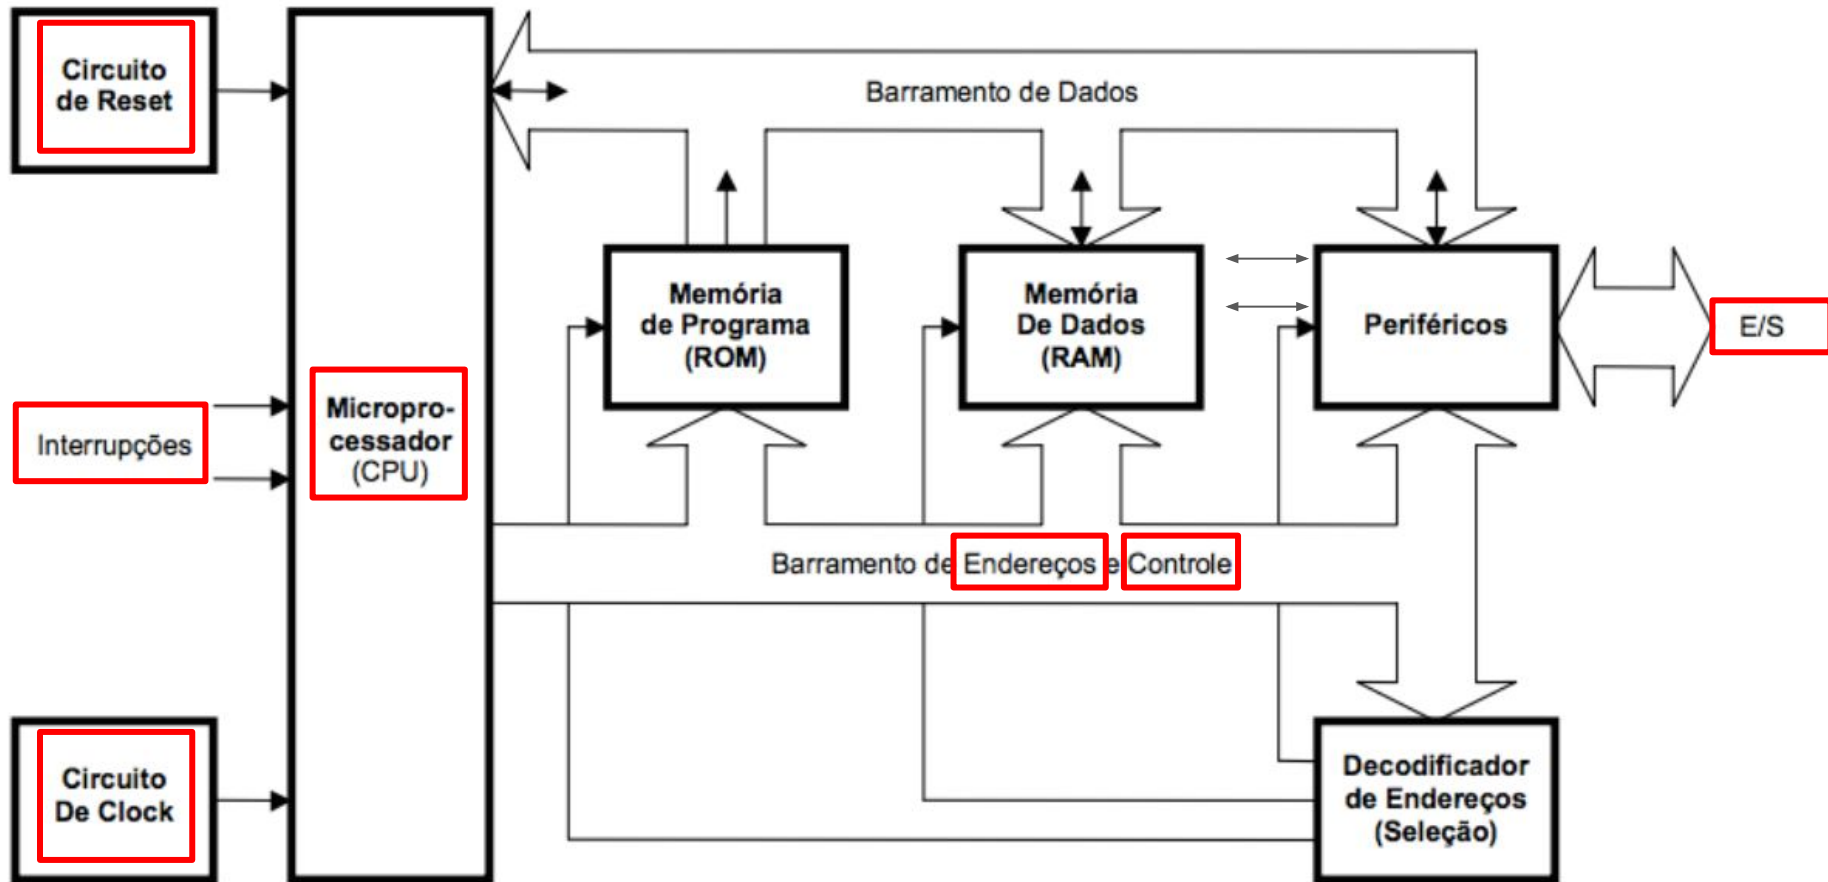 Circuito
de Reset
Barramento de Dados
Memória
de Programa
(ROM)
Memória
De Dados
(RAM)
Periféricos
E/S
Interrupções
Micropro-
cessador
(CPU)
Barramento de Endereços e Controle
Circuito
De Clock
Decodificador
de Endereços
(Seleção)